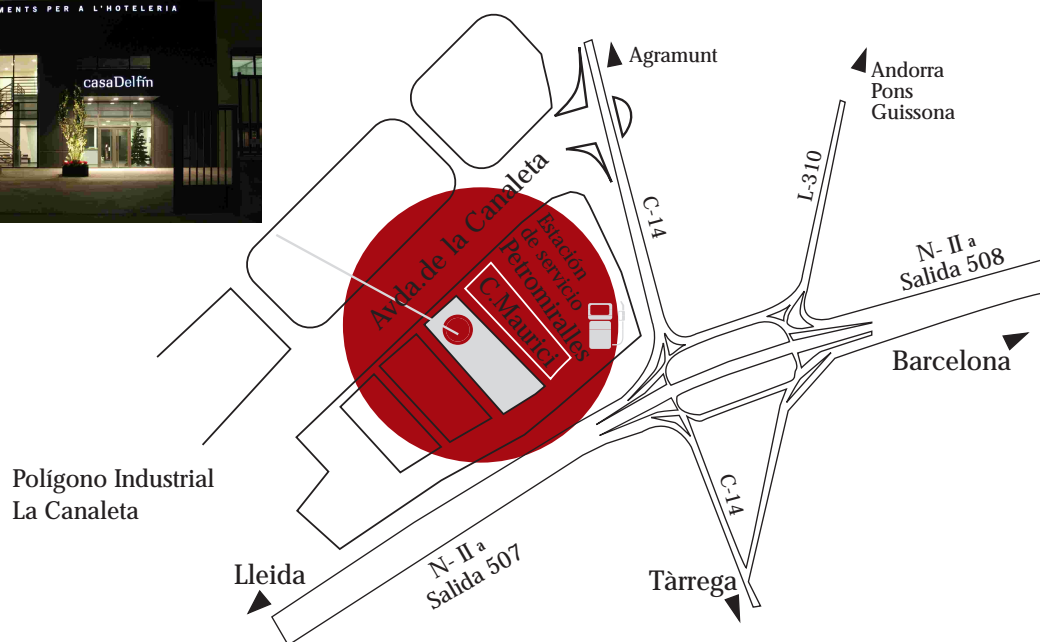 MENTS PER A L'HOTELERIA
casaDelfín
Agramunt
Andorra
Pons
Guissona
L-310
C-14
N- II a
Salida 508
Barcelona
Avda.de la Canaleta
Estación
de servicio
Petromiralles
C.Maurici
Polígono Industrial
La Canaleta
C-14
N- II a
Salida 507
Lleida
Tàrrega